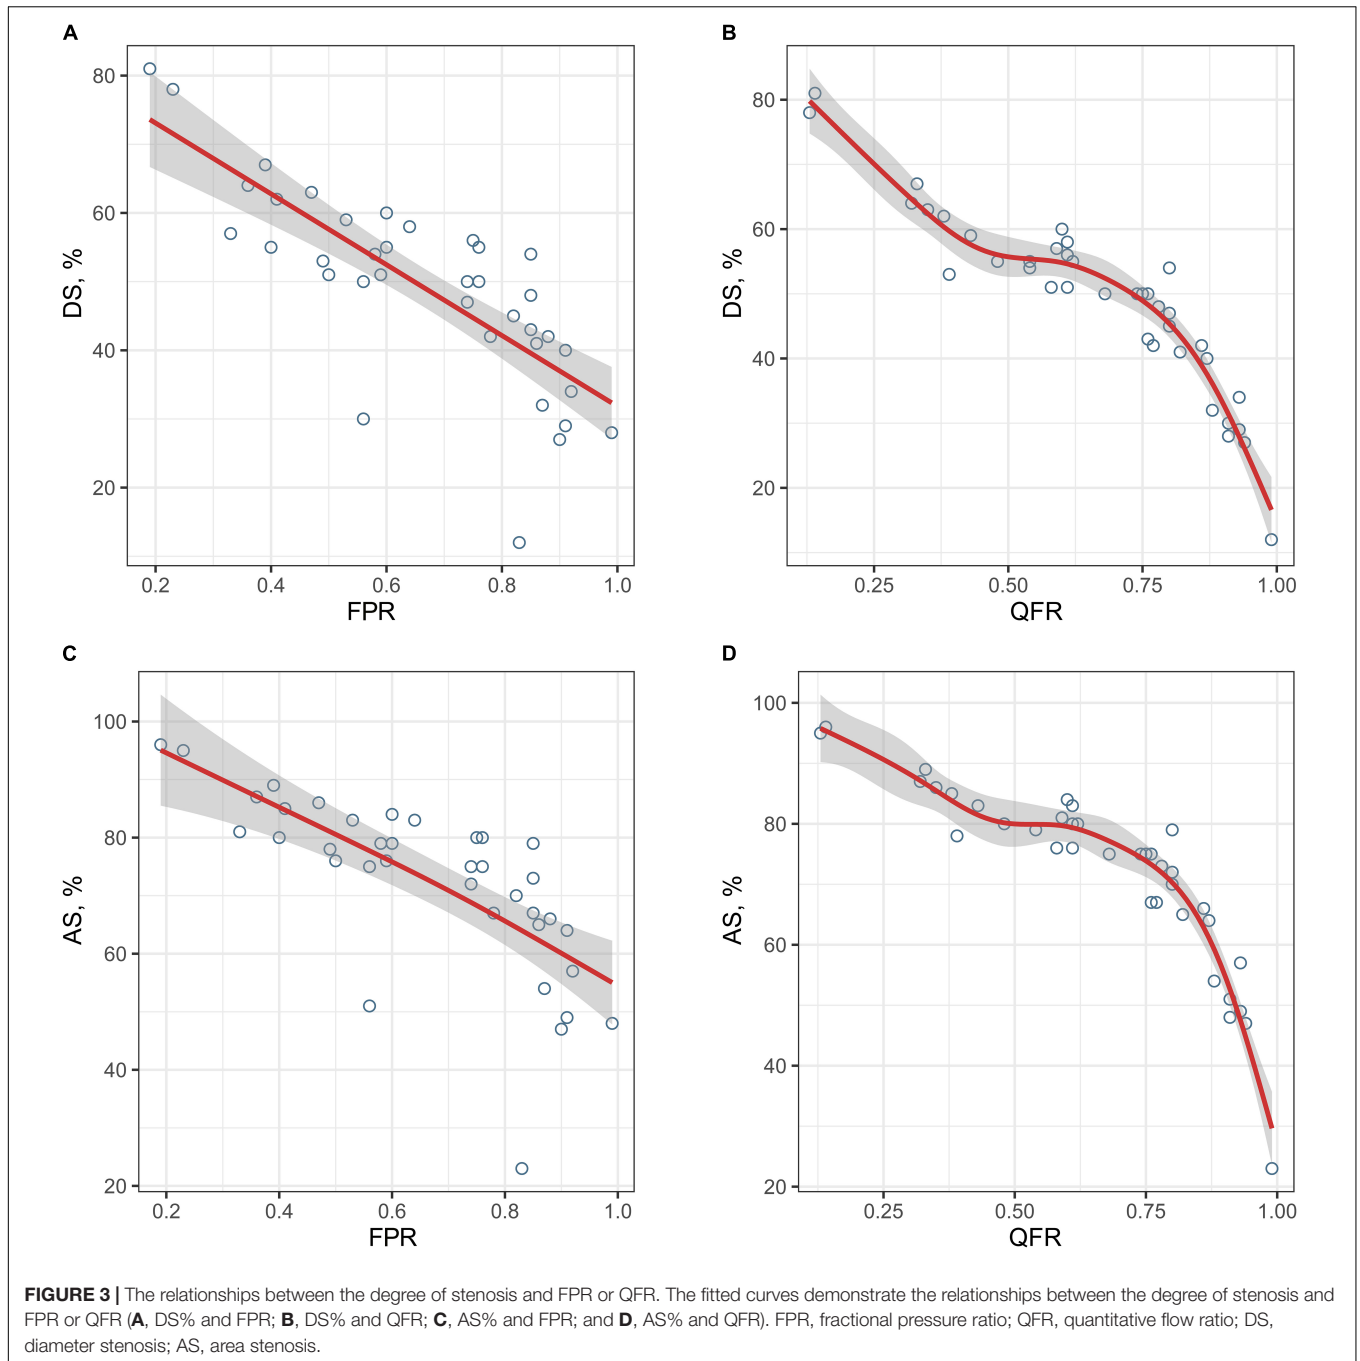 A
80
60
40
20
DS, %
0.2 0.4 0.6 0.8 1.0
FPR
B
80
60
40
20
DS, %
0.25 0.50 0.75 1.00
QFR
C
100
80
60
40
20
AS, %
0.2 0.4 0.6 0.8 1.0
FPR
D
100
80
60
40
20
AS, %
0.25 0.50 0.75 1.00
QFR
FIGURE 3 | The relationships between the degree of stenosis and FPR or QFR. The fitted curves demonstrate the relationships between the degree of stenosis and
FPR or QFR (A, DS% and FPR; B, DS% and QFR; C, AS% and FPR; and D, AS% and QFR). FPR, fractional pressure ratio; QFR, quantitative flow ratio; DS,
diameter stenosis; AS, area stenosis.